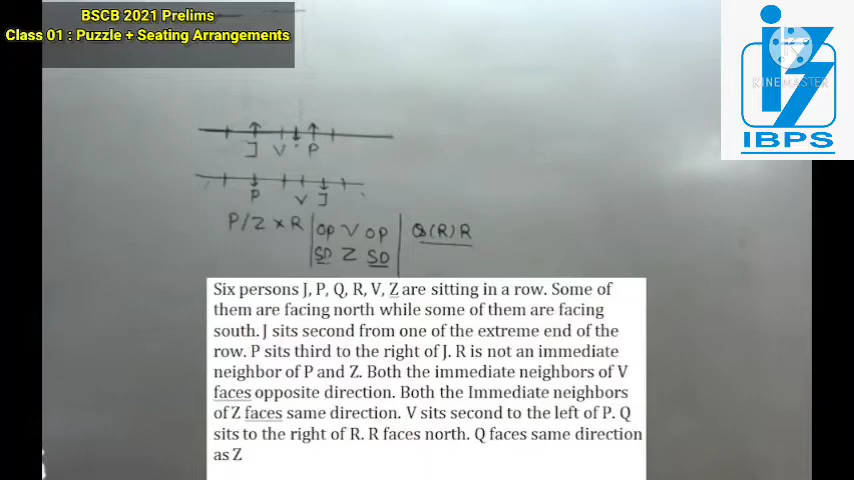 BSCB 2021 Prelims
Class 01 : Puzzle + Seating Arrangements
KINEMASTER
IBPS
J V P
P V J
P/Z × R | OP V OP | Q (R) R
SD Z SD
Six persons J, P, Q, R, V, Z are sitting in a row. Some of
them are facing north while some of them are facing
south. J sits second from one of the extreme end of the
row. P sits third to the right of J. R is not an immediate
neighbor of P and Z. Both the immediate neighbors of V
faces opposite direction. Both the Immediate neighbors
of Z faces same direction. V sits second to the left of P. Q
sits to the right of R. R faces north. Q faces same direction
as Z